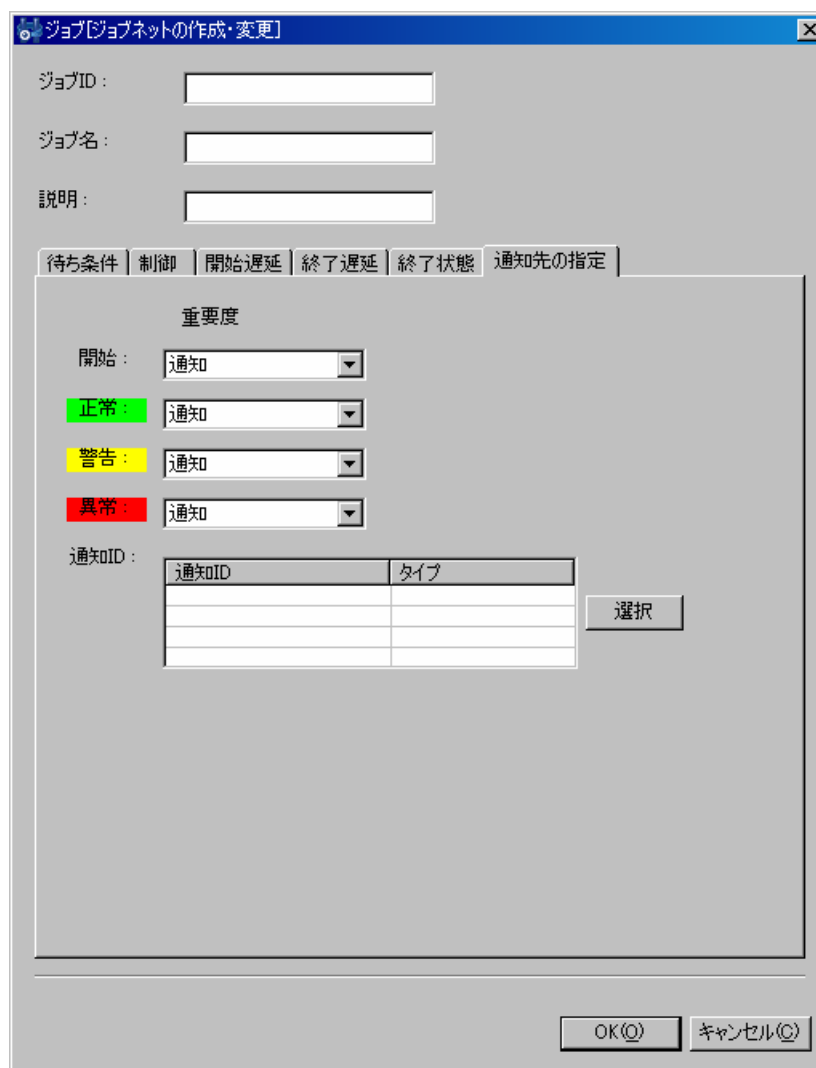 ジョブ[ジョブネットの作成・変更]
ジョブID：
ジョブ名：
説明：
待ち条件 制御 開始遅延 終了遅延 終了状態 通知先の指定
重要度
開始： 通知
正常： 通知
警告： 通知
異常： 通知
通知ID：
通知ID タイプ
選択
OK(O) キャンセル(C)